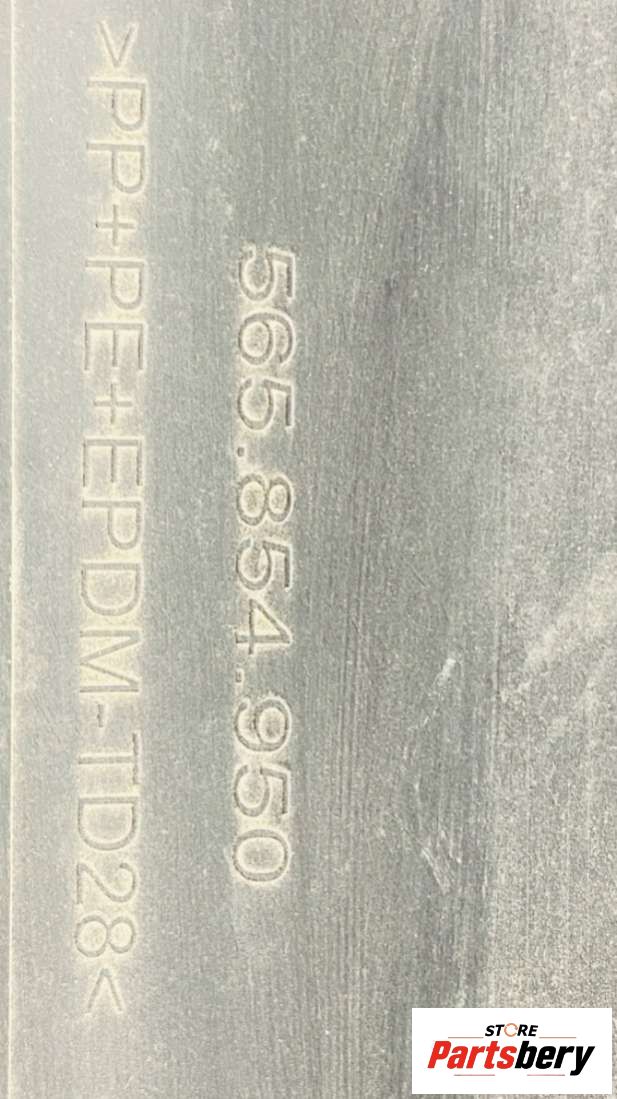 565.854.950
>PP+PE+EPDM-TD28<
STORE
Partsbery